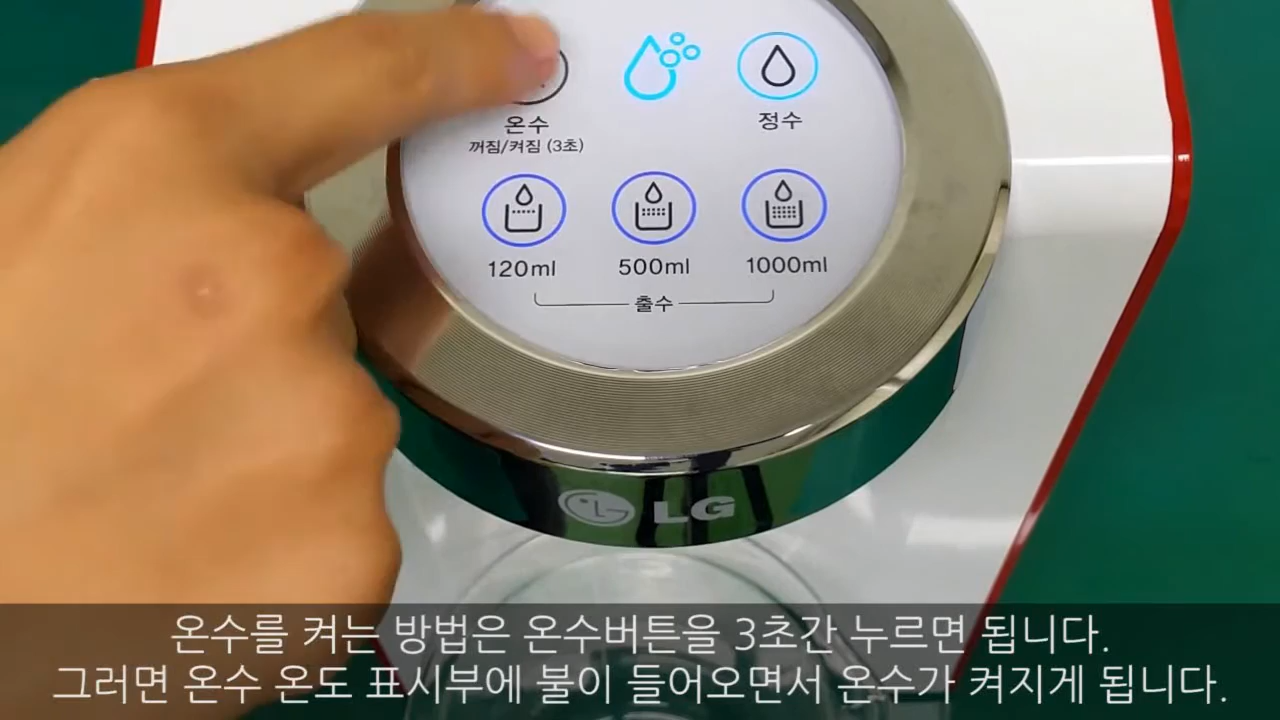 온수 정수
꺼짐/켜짐 (3초)
120ml 500ml 1000ml
출수
LG
온수를 켜는 방법은 온수버튼을 3초간 누르면 됩니다.
그러면 온수 온도 표시부에 불이 들어오면서 온수가 켜지게 됩니다.